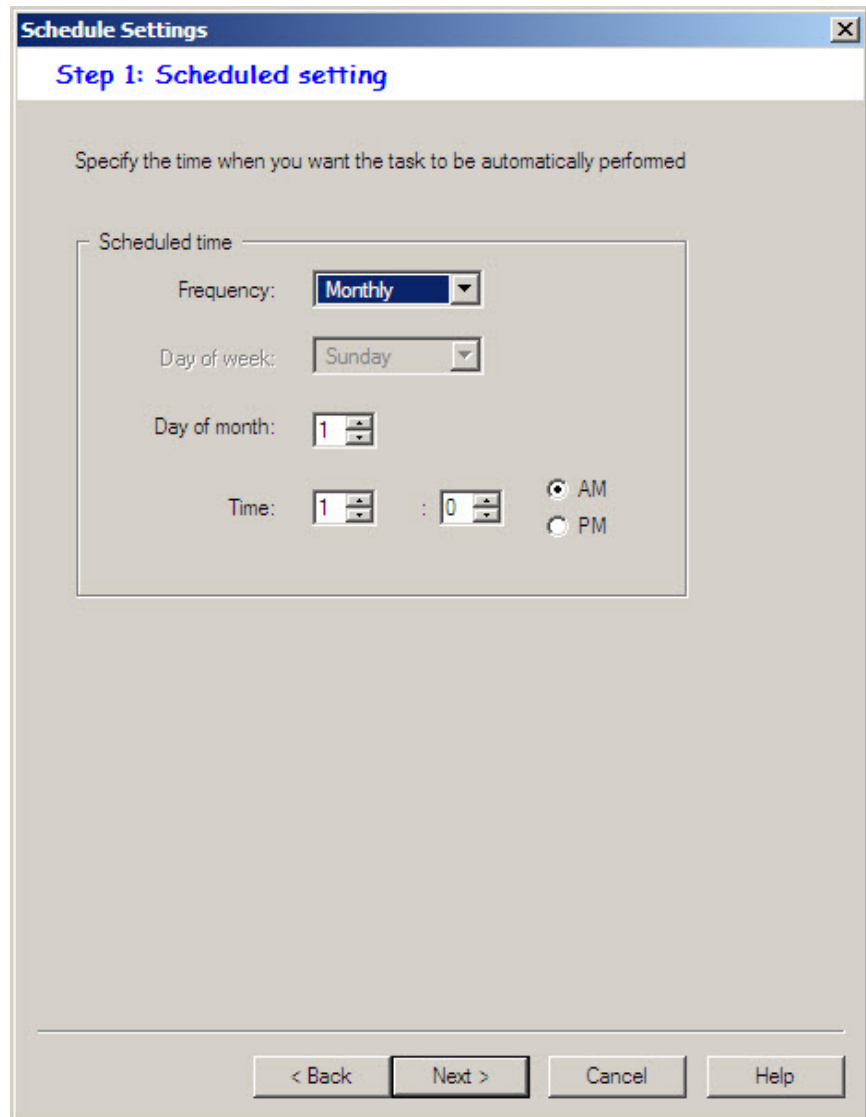 Schedule Settings
Step 1: Scheduled setting
Specify the time when you want the task to be automatically performed
Scheduled time
Frequency: Monthly
Day of week: Sunday
Day of month: 1
Time: 1 : 0 AM
PM
< Back Next > Cancel Help